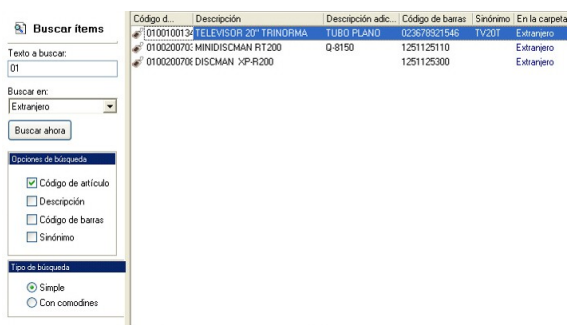 Buscar ítems
Texto a buscar:
01
Buscar en:
Extranjero
Buscar ahora
Opciones de búsqueda
Código de artículo
Descripción
Código de barras
Sinónimo
Tipo de búsqueda
Simple
Con comodines
Código d... Descripción Descripción adic... Código de barras Sinónimo En la carpeta
0100100134 TELEVISOR 20" TRINORMA TUBO PLANO 023678921546 TV20T Extranjero
MINIDISCMAN RT200 Q-8150 1251125110 Extranjero
DISCMAN XP-R200 1251125300 Extranjero